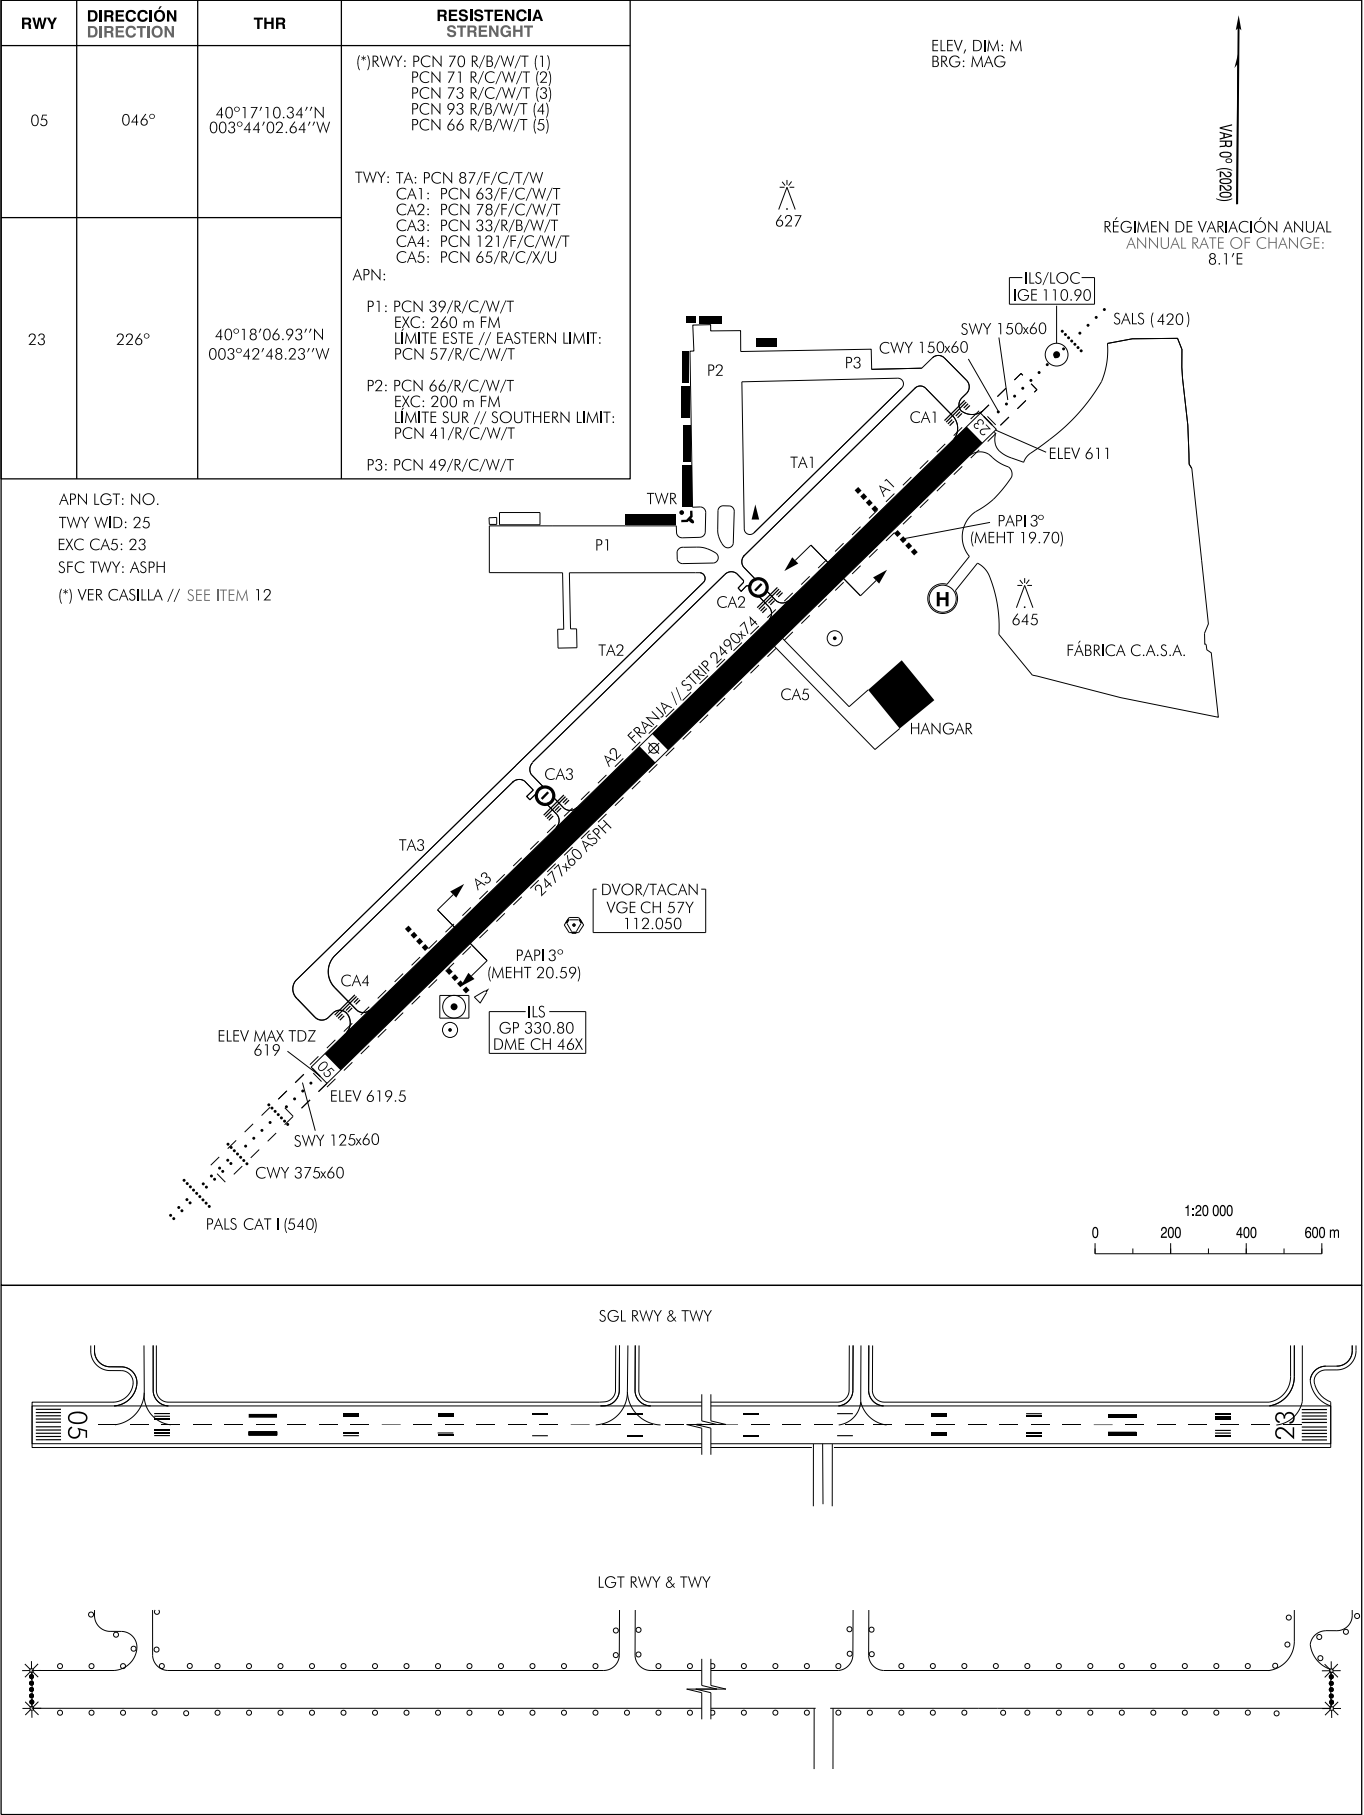 RWY
DIRECCIÓN
DIRECTION
THR
RESISTENCIA
STRENGHT
05
046°
40°17'10.34''N
003°44'02.64''W
23
226°
40°18'06.93''N
003°42'48.23''W
(*)RWY: PCN 70 R/B/W/T (1)
PCN 71 R/C/W/T (2)
PCN 73 R/C/W/T (3)
PCN 93 R/B/W/T (4)
PCN 66 R/B/W/T (5)
TWY: TA: PCN 87/F/C/T/W
CA1: PCN 63/F/C/W/T
CA2: PCN 78/F/C/W/T
CA3: PCN 33/R/B/W/T
CA4: PCN 121/F/C/W/T
CA5: PCN 65/R/C/X/U
APN:
P1: PCN 39/R/C/W/T
EXC: 260 m FM
LÍMITE ESTE // EASTERN LIMIT:
PCN 57/R/C/W/T
P2: PCN 66/R/C/W/T
EXC: 200 m FM
LÍMITE SUR // SOUTHERN LIMIT:
PCN 41/R/C/W/T
P3: PCN 49/R/C/W/T
APN LGT: NO.
TWY WID: 25
EXC CA5: 23
SFC TWY: ASPH
(*) VER CASILLA // SEE ITEM 12
ELEV, DIM: M
BRG: MAG
VAR 0° (2020)
RÉGIMEN DE VARIACIÓN ANUAL
ANNUAL RATE OF CHANGE:
8.1'E
627
ILS/LOC
IGE 110.90
SALS (420)
SWY 150x60
CWY 150x60
P2
P3
CA1
23
ELEV 611
TA1
A1
TWR
P1
PAPI 3°
(MEHT 19.70)
H
645
CA2
FÁBRICA C.A.S.A.
TA2
FRANJA // STRIP 2490x74
CA5
HANGAR
A2
CA3
TA3
2477x60 ASPH
A3
DVOR/TACAN
VGE CH 57Y
112.050
PAPI 3°
(MEHT 20.59)
CA4
ILS
GP 330.80
DME CH 46X
ELEV MAX TDZ
619
05
ELEV 619.5
SWY 125x60
CWY 375x60
PALS CAT I (540)
1:20 000
0 200 400 600 m
SGL RWY & TWY
05
23
LGT RWY & TWY